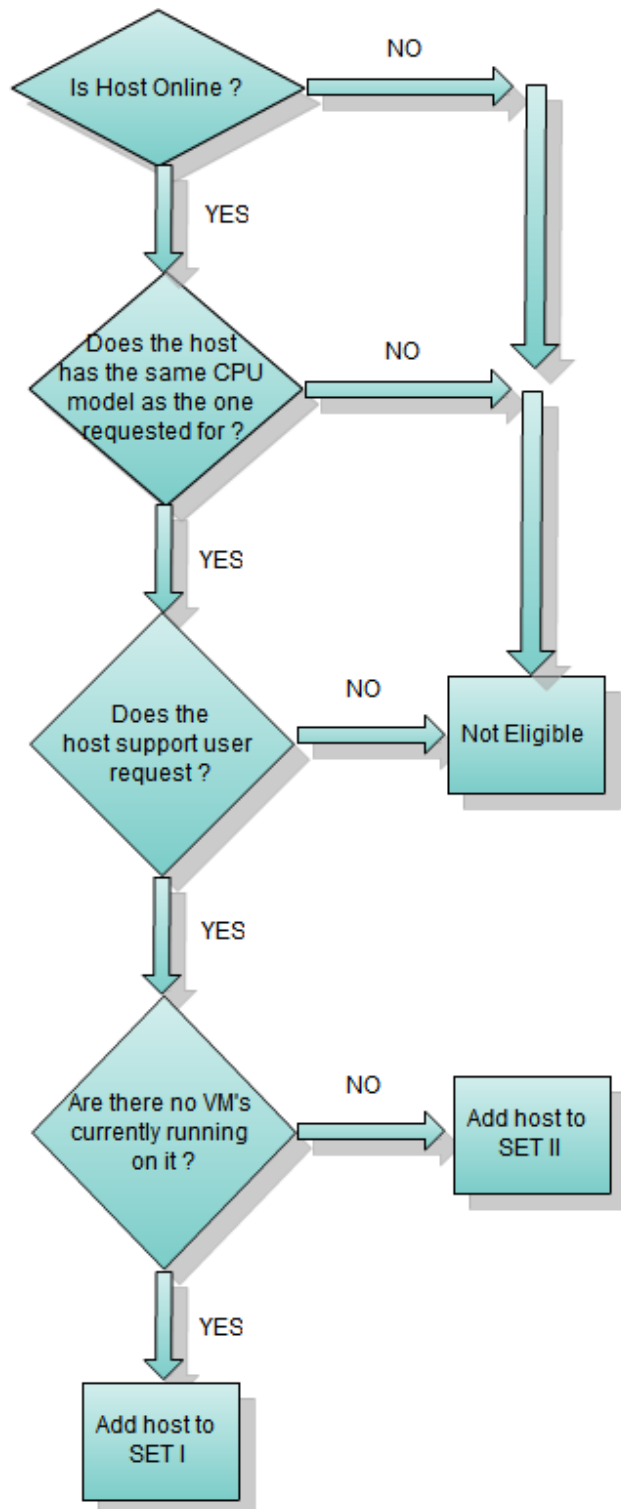 Is Host Online ?
NO
YES
Does the host
has the same CPU
model as the one
requested for ?
NO
YES
Does the
host support user
request ?
NO
Not Eligible
YES
Are there no VM's
currently running
on it ?
NO
Add host to
SET II
YES
Add host to
SET I